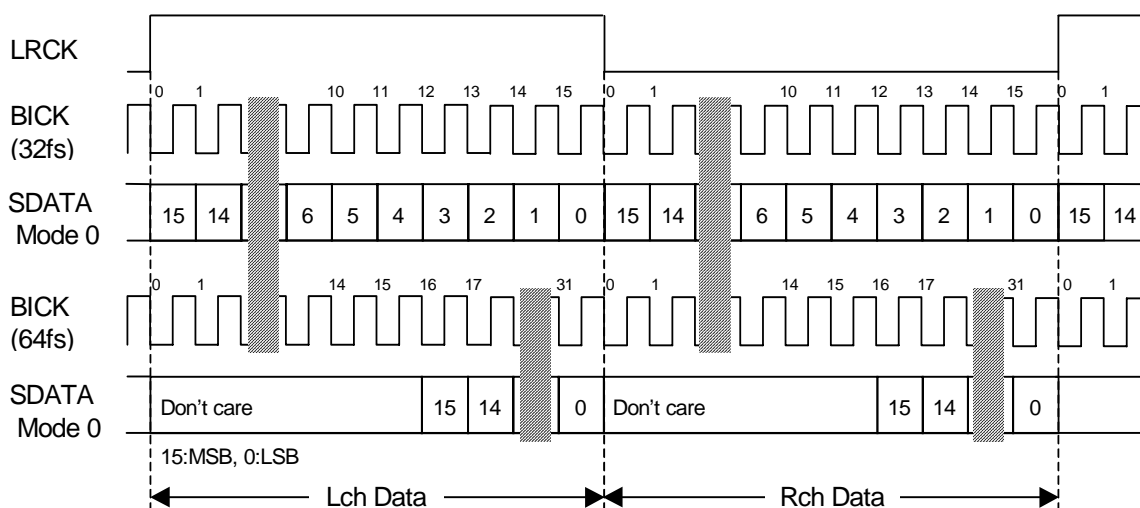 LRCK
0 1 10 11 12 13 14 15 0 1 10 11 12 13 14 15 0 1
BICK
(32fs)
SDATA
Mode 0
15 14 6 5 4 3 2 1 0 15 14 6 5 4 3 2 1 0 15 14
0 1 14 15 16 17 31 0 1 14 15 16 17 31 0 1
BICK
(64fs)
SDATA
Mode 0
Don't care 15 14 0 Don't care 15 14 0
15:MSB, 0:LSB
Lch Data Rch Data